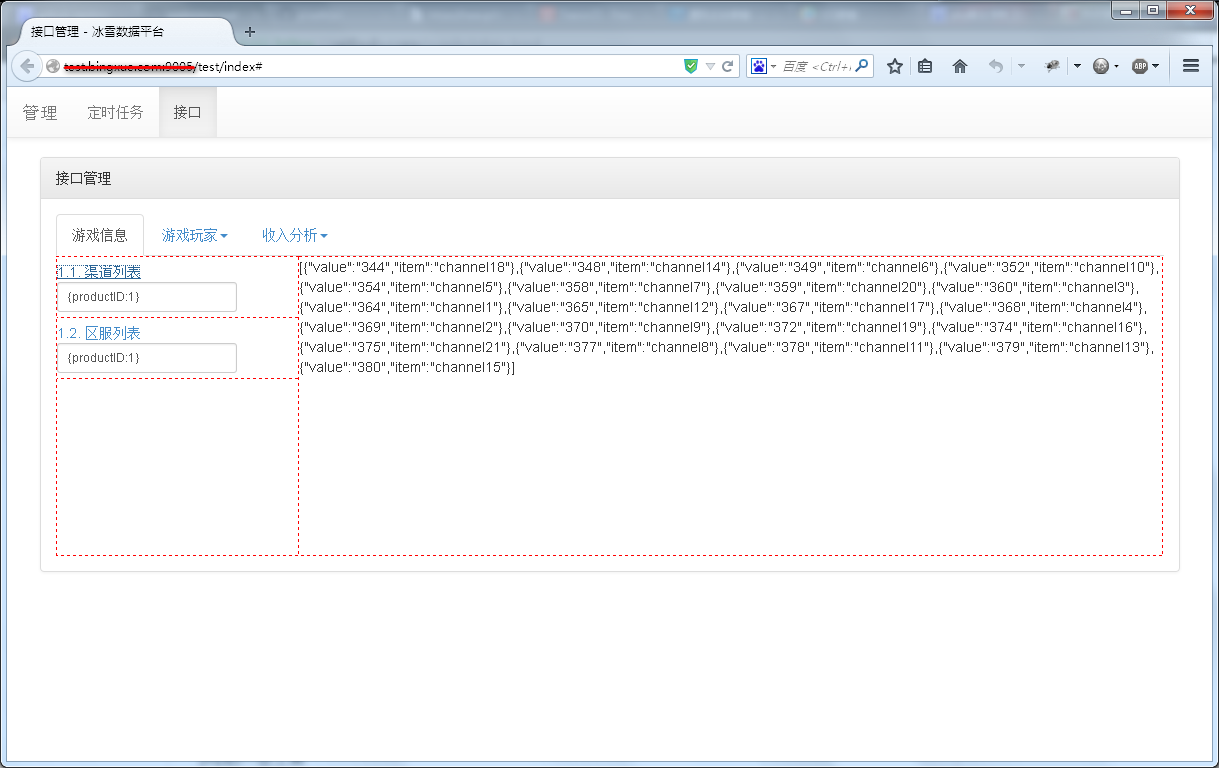 接口管理 - 冰雪数据平台
/test/index#
百度 <Ctrl+
ABP
管理 定时任务 接口
接口管理
游戏信息 游戏玩家 收入分析
1.1. 渠道列表
{productID:1}
1.2. 区服列表
{productID:1}
[{"value":"344","item":"channel18"},{"value":"348","item":"channel14"},{"value":"349","item":"channel6"},{"value":"352","item":"channel10"},
{"value":"354","item":"channel5"},{"value":"358","item":"channel7"},{"value":"359","item":"channel20"},{"value":"360","item":"channel3"},
{"value":"364","item":"channel1"},{"value":"365","item":"channel12"},{"value":"367","item":"channel17"},{"value":"368","item":"channel4"},
{"value":"369","item":"channel2"},{"value":"370","item":"channel9"},{"value":"372","item":"channel19"},{"value":"374","item":"channel16"},
{"value":"375","item":"channel21"},{"value":"377","item":"channel8"},{"value":"378","item":"channel11"},{"value":"379","item":"channel13"},
{"value":"380","item":"channel15"}]